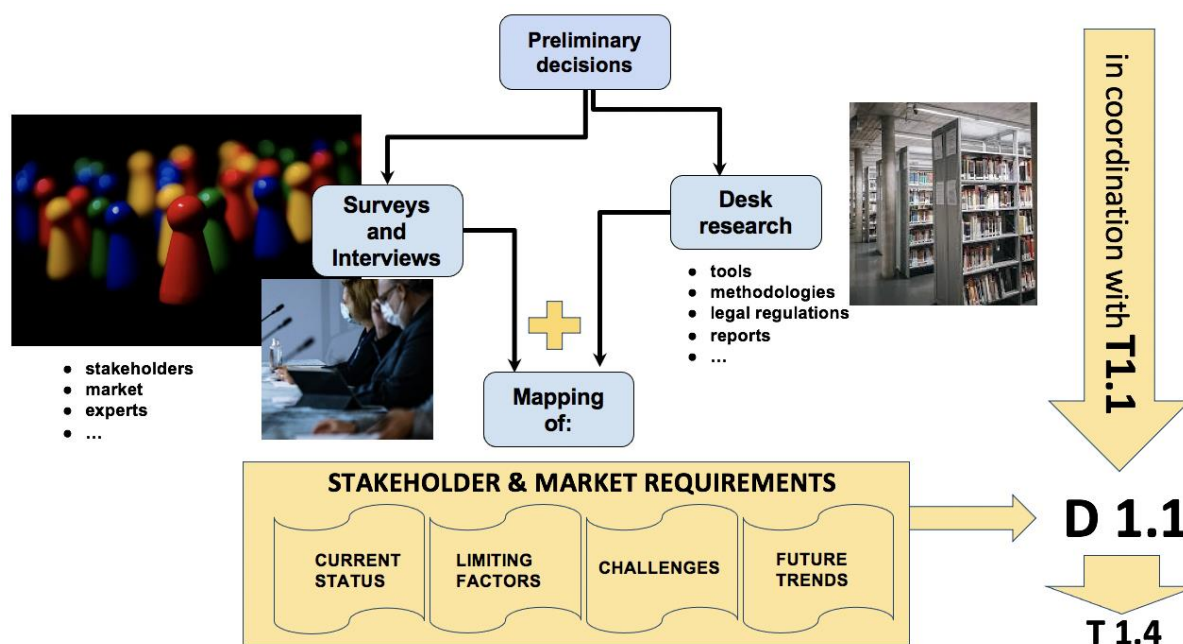 Preliminary
decisions
Surveys
and
Interviews
Desk
research
• tools
• methodologies
• legal regulations
• reports
• ...
• stakeholders
• market
• experts
• ...
Mapping
of:
STAKEHOLDER & MARKET REQUIREMENTS
CURRENT
STATUS
LIMITING
FACTORS
CHALLENGES
FUTURE
TRENDS
in coordination with T1.1
D 1.1
T 1.4